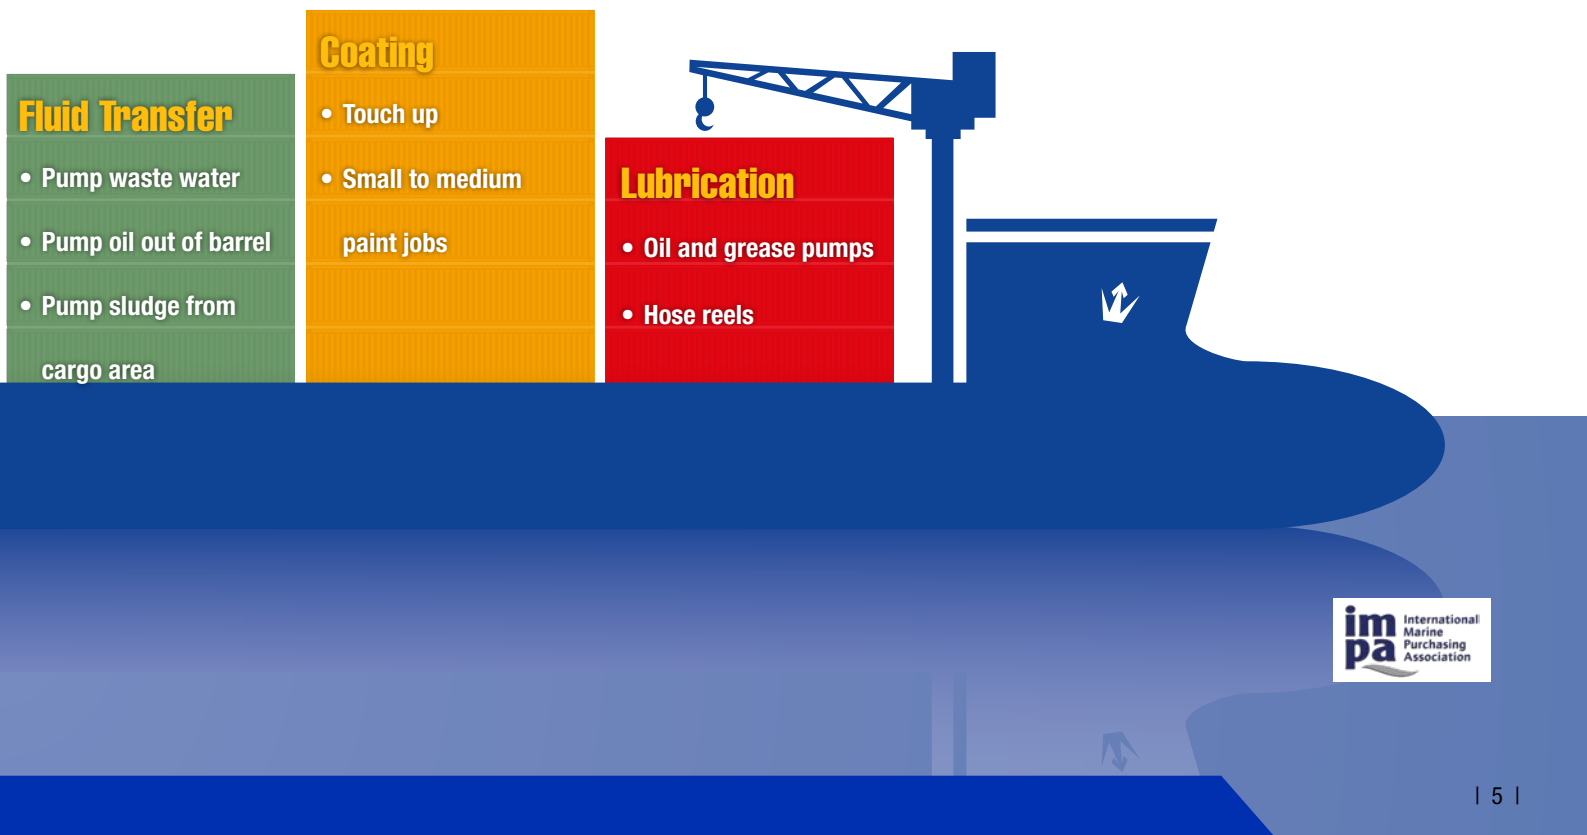 Fluid Transfer
• Pump waste water
• Pump oil out of barrel
• Pump sludge from
cargo area
Coating
• Touch up
• Small to medium
paint jobs
Lubrication
• Oil and grease pumps
• Hose reels
im
pa
International
Marine
Purchasing
Association
| 5 |